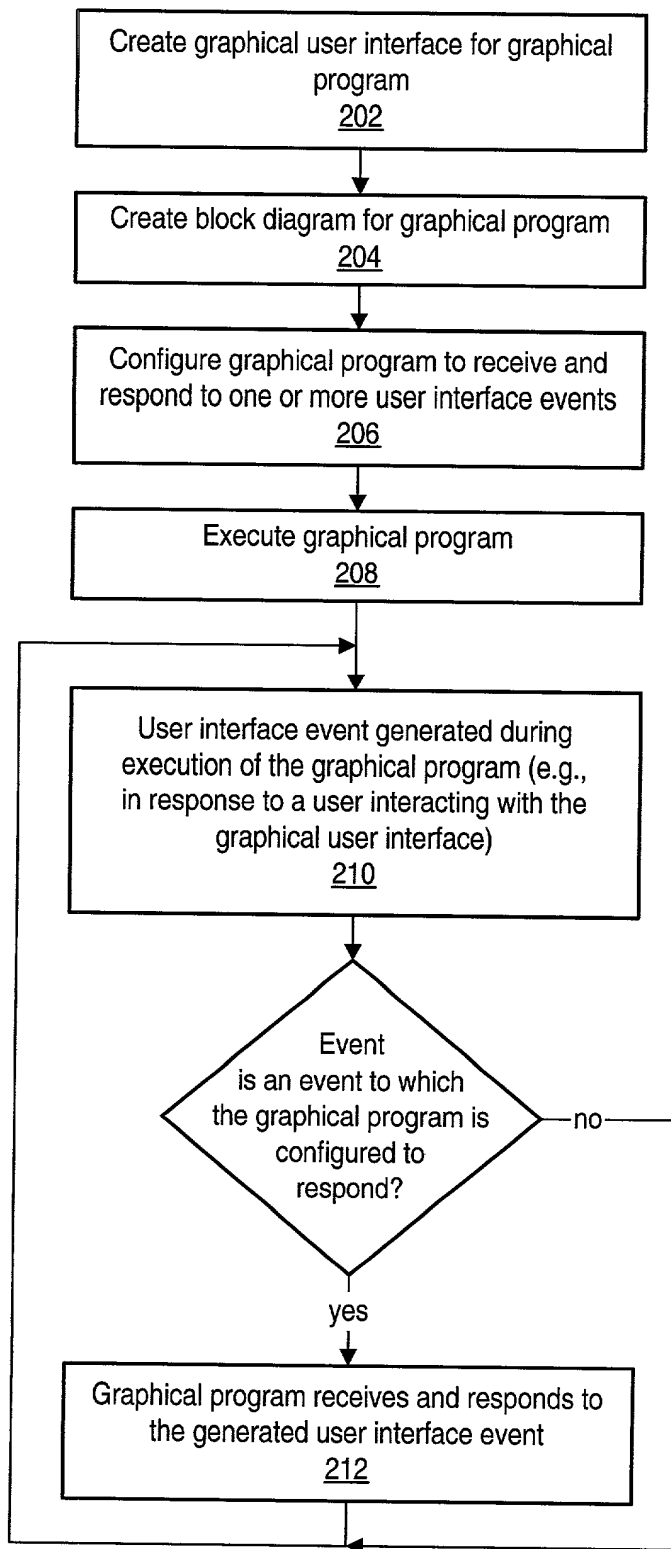 Create graphical user interface for graphical
program
202
Create block diagram for graphical program
204
Configure graphical program to receive and
respond to one or more user interface events
206
Execute graphical program
208
User interface event generated during
execution of the graphical program (e.g.,
in response to a user interacting with the
graphical user interface)
210
Event
is an event to which
the graphical program is
configured to
respond?
no
yes
Graphical program receives and responds to
the generated user interface event
212